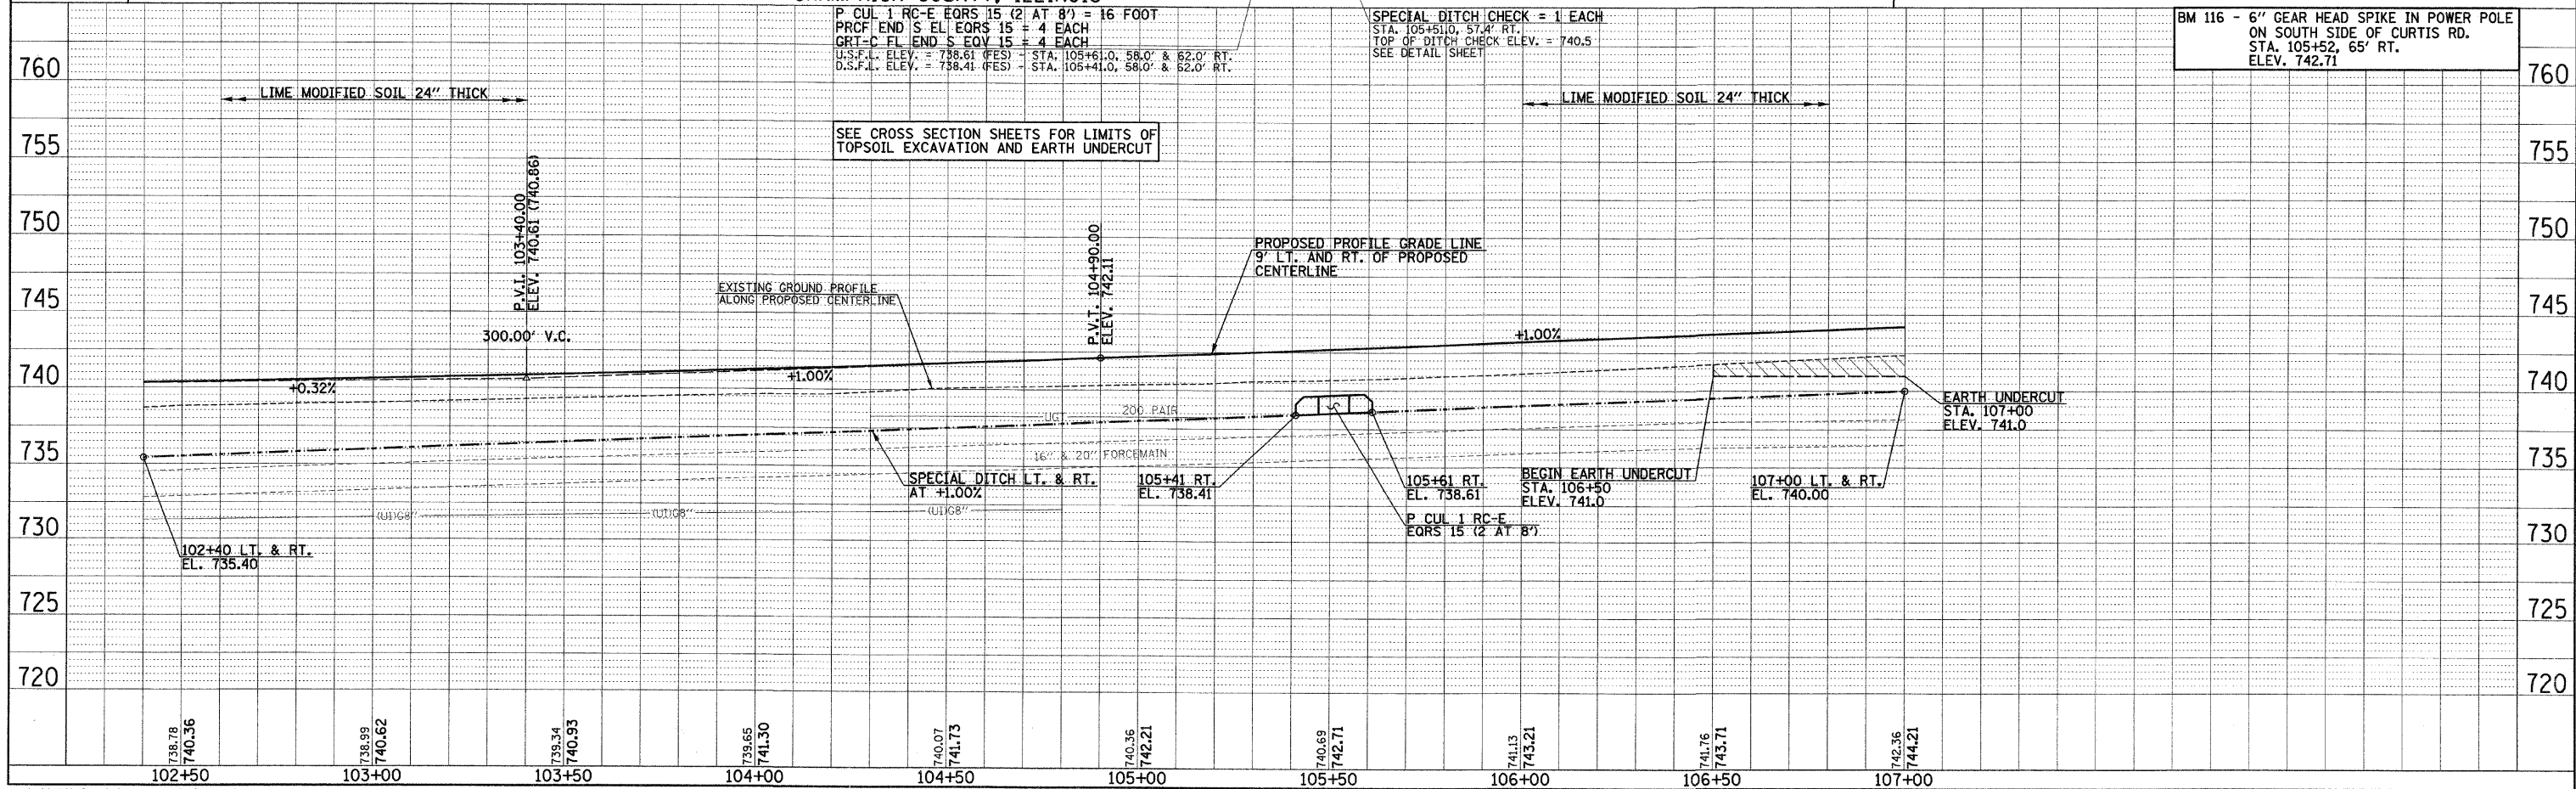 P CUL 1 RC-E EQRS 15 (2 AT 8') = 16 FOOT
PRCF END S EL EQRS 15 = 4 EACH
GRT-C FL END S EQV 15 = 4 EACH
U.S.F.L. ELEV. = 738.61 (FES) - STA. 105+61.0, 58.0' & 62.0' RT.
D.S.F.L. ELEV. = 738.41 (FES) - STA. 105+41.0, 58.0' & 62.0' RT.
SPECIAL DITCH CHECK = 1 EACH
STA. 105+51.0, 57.4' RT.
TOP OF DITCH CHECK ELEV. = 740.5
SEE DETAIL SHEET
BM 116 - 6" GEAR HEAD SPIKE IN POWER POLE
ON SOUTH SIDE OF CURTIS RD.
STA. 105+52, 65' RT.
ELEV. 742.71
760
760
LIME MODIFIED SOIL 24" THICK
LIME MODIFIED SOIL 24" THICK
SEE CROSS SECTION SHEETS FOR LIMITS OF
TOPSOIL EXCAVATION AND EARTH UNDERCUT
755
755
P.V.I. 103+40.00
ELEV. 740.61 (740.86)
750
750
P.V.T. 104+90.00
ELEV. 742.11
PROPOSED PROFILE GRADE LINE
9' LT. AND RT. OF PROPOSED
CENTERLINE
EXISTING GROUND PROFILE
ALONG PROPOSED CENTERLINE
745
745
300.00' V.C.
+1.00%
740
+0.32%
+1.00%
740
UGT
200 PAIR
EARTH UNDERCUT
STA. 107+00
ELEV. 741.0
735
735
16" & 20" FORCEMAIN
SPECIAL DITCH LT. & RT.
AT +1.00%
105+41 RT.
EL. 738.41
105+61 RT.
EL. 738.61
BEGIN EARTH UNDERCUT
STA. 106+50
ELEV. 741.0
107+00 LT. & RT.
EL. 740.00
P CUL 1 RC-E
EQRS 15 (2 AT 8')
730
(UI)G8"
(UI)G8"
(UI)G8"
730
102+40 LT. & RT.
EL. 735.40
725
725
720
720
738.78
740.36
738.99
740.62
739.34
740.93
739.65
741.30
740.07
741.73
740.36
742.21
740.69
742.71
741.13
743.21
741.76
743.71
742.36
744.21
102+50
103+00
103+50
104+00
104+50
105+00
105+50
106+00
106+50
107+00